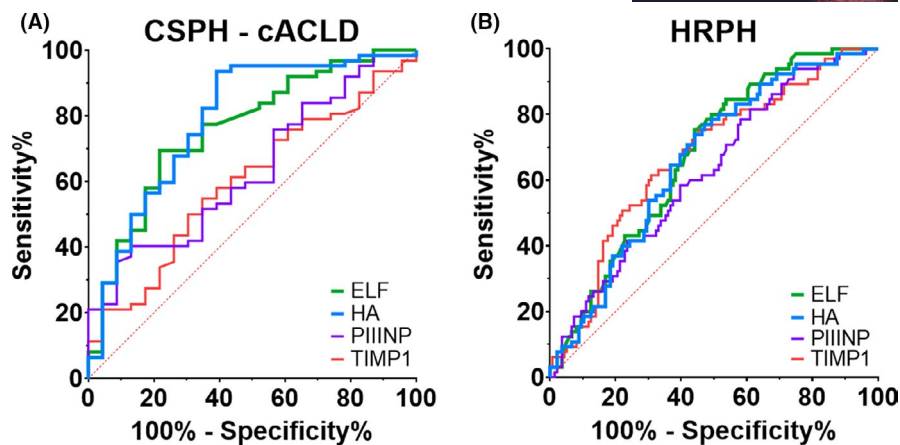 (A) CSPH - cACLD
Sensitivity%
100
80
60
40
20
0
ELF
HA
PIIINP
TIMP1
0 20 40 60 80 100
100% - Specificity%
(B) HRPH
Sensitivity%
100
80
60
40
20
0
ELF
HA
PIIINP
TIMP1
0 20 40 60 80 100
100% - Specificity%